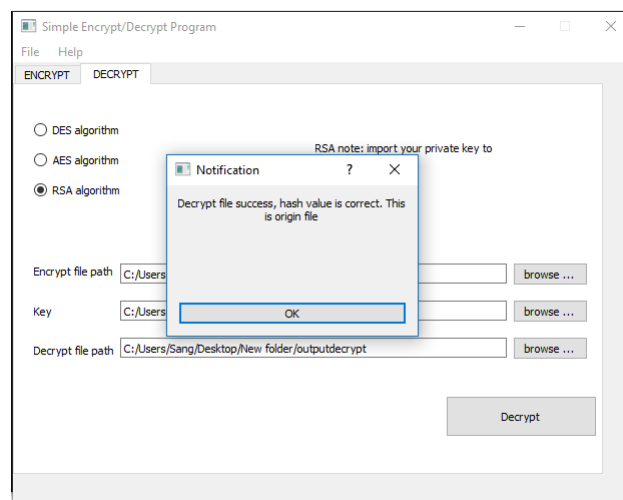 Simple Encrypt/Decrypt Program
File Help
ENCRYPT DECRYPT
DES algorithm
RSA note: import your private key to
AES algorithm
Notification ?
RSA algorithm
Decrypt file success, hash value is correct. This
is origin file
Encrypt file path C:/Users browse ...
OK
Key C:/Users browse ...
Decrypt file path C:/Users/Sang/Desktop/New folder/outputdecrypt browse ...
Decrypt